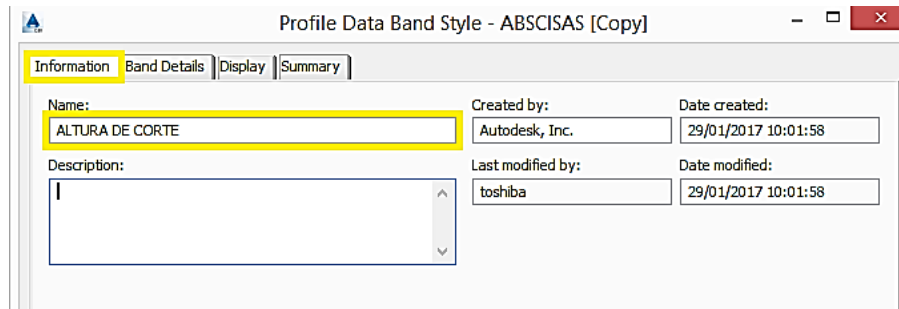 Profile Data Band Style - ABSCISAS [Copy]
Information Band Details Display Summary
Name: Created by: Date created:
ALTURA DE CORTE Autodesk, Inc. 29/01/2017 10:01:58
Description: Last modified by: Date modified:
toshiba 29/01/2017 10:01:58